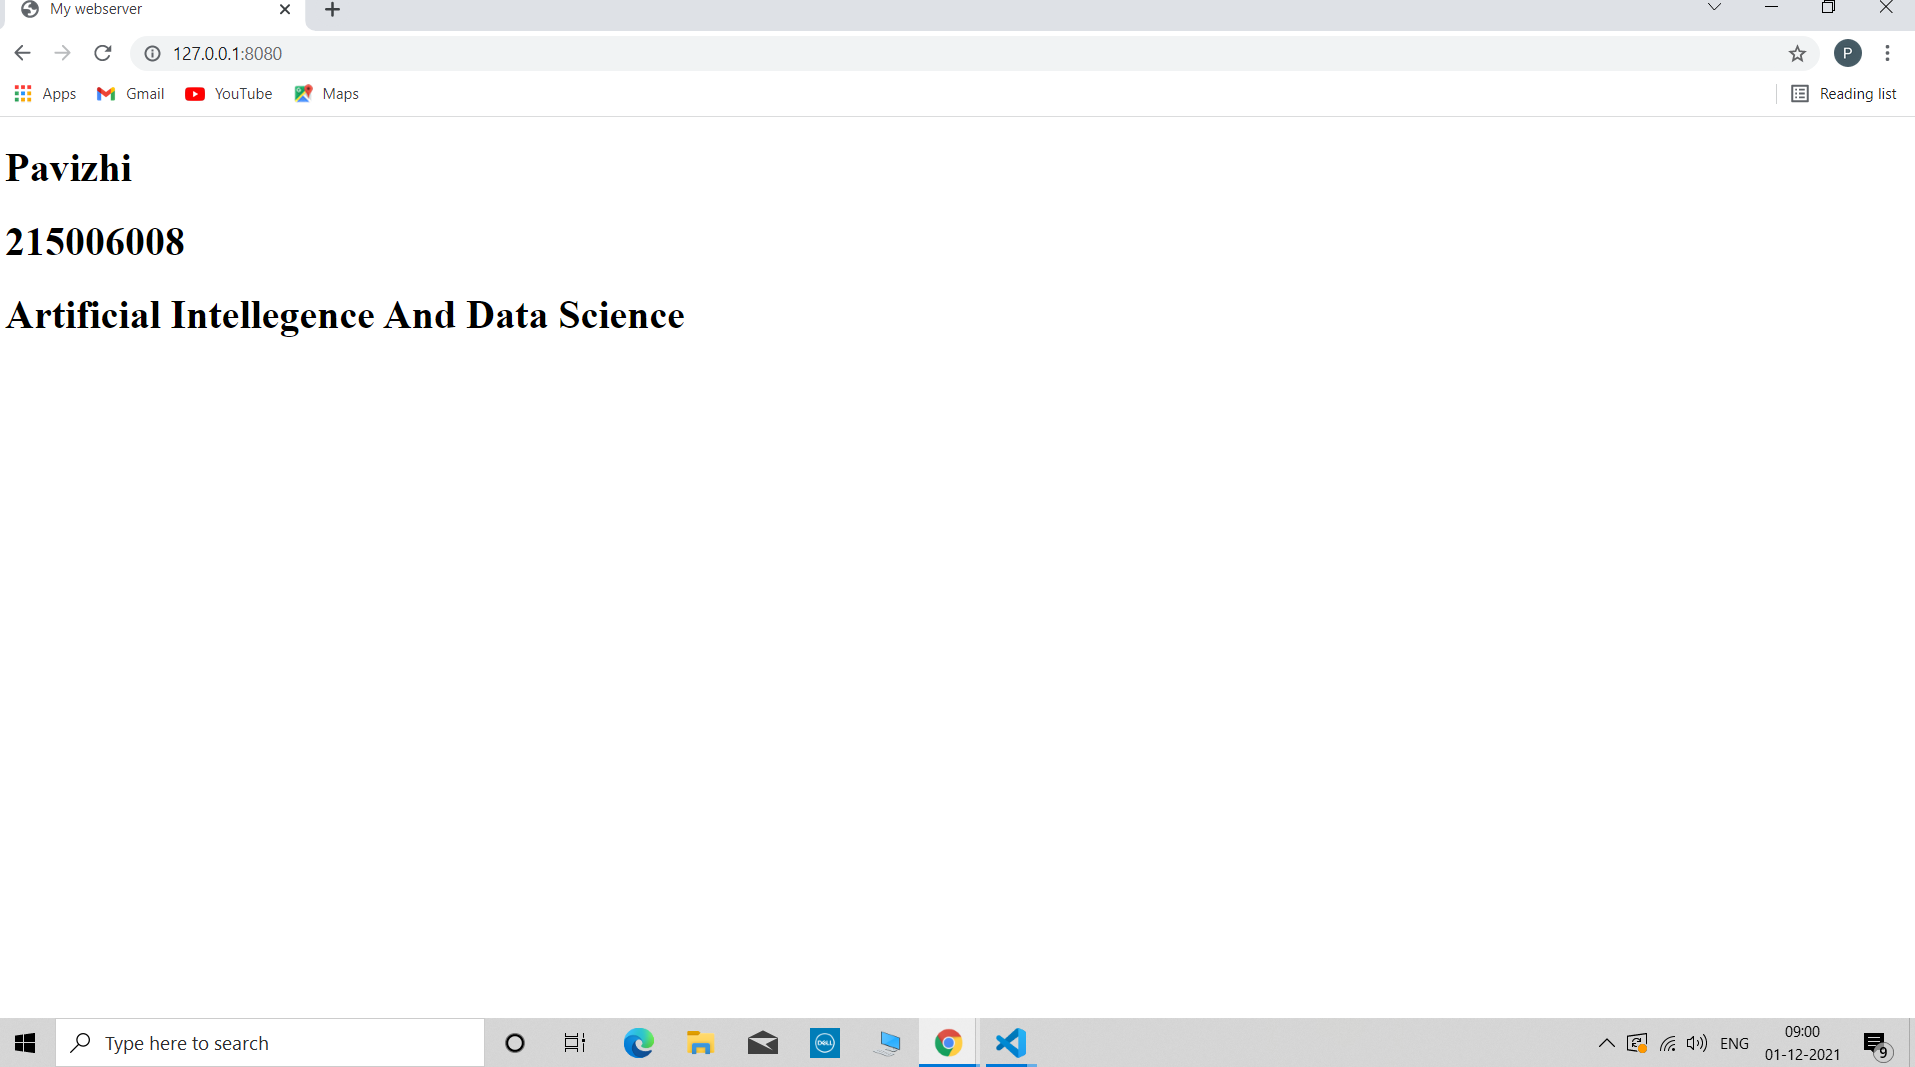 My webserver
127.0.0.1:8080
P
Apps
Gmail
YouTube
Maps
Reading list
Pavizhi
215006008
Artificial Intellegence And Data Science
Type here to search
DELL
ENG
09:00
01-12-2021
9